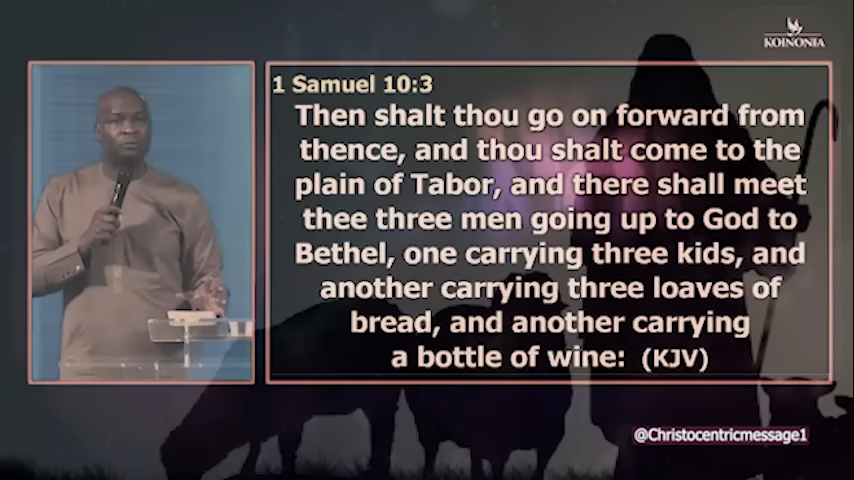 KOINONIA
1 Samuel 10:3
Then shalt thou go on forward from
thence, and thou shalt come to the
plain of Tabor, and there shall meet
thee three men going up to God to
Bethel, one carrying three kids, and
another carrying three loaves of
bread, and another carrying
a bottle of wine: (KJV)
@Christocentricmessage1